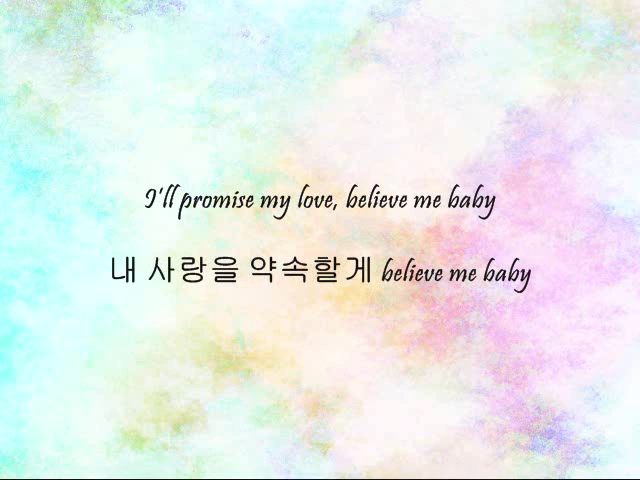 I'll promise my love, believe me baby
내 사랑을 약속할게 believe me baby